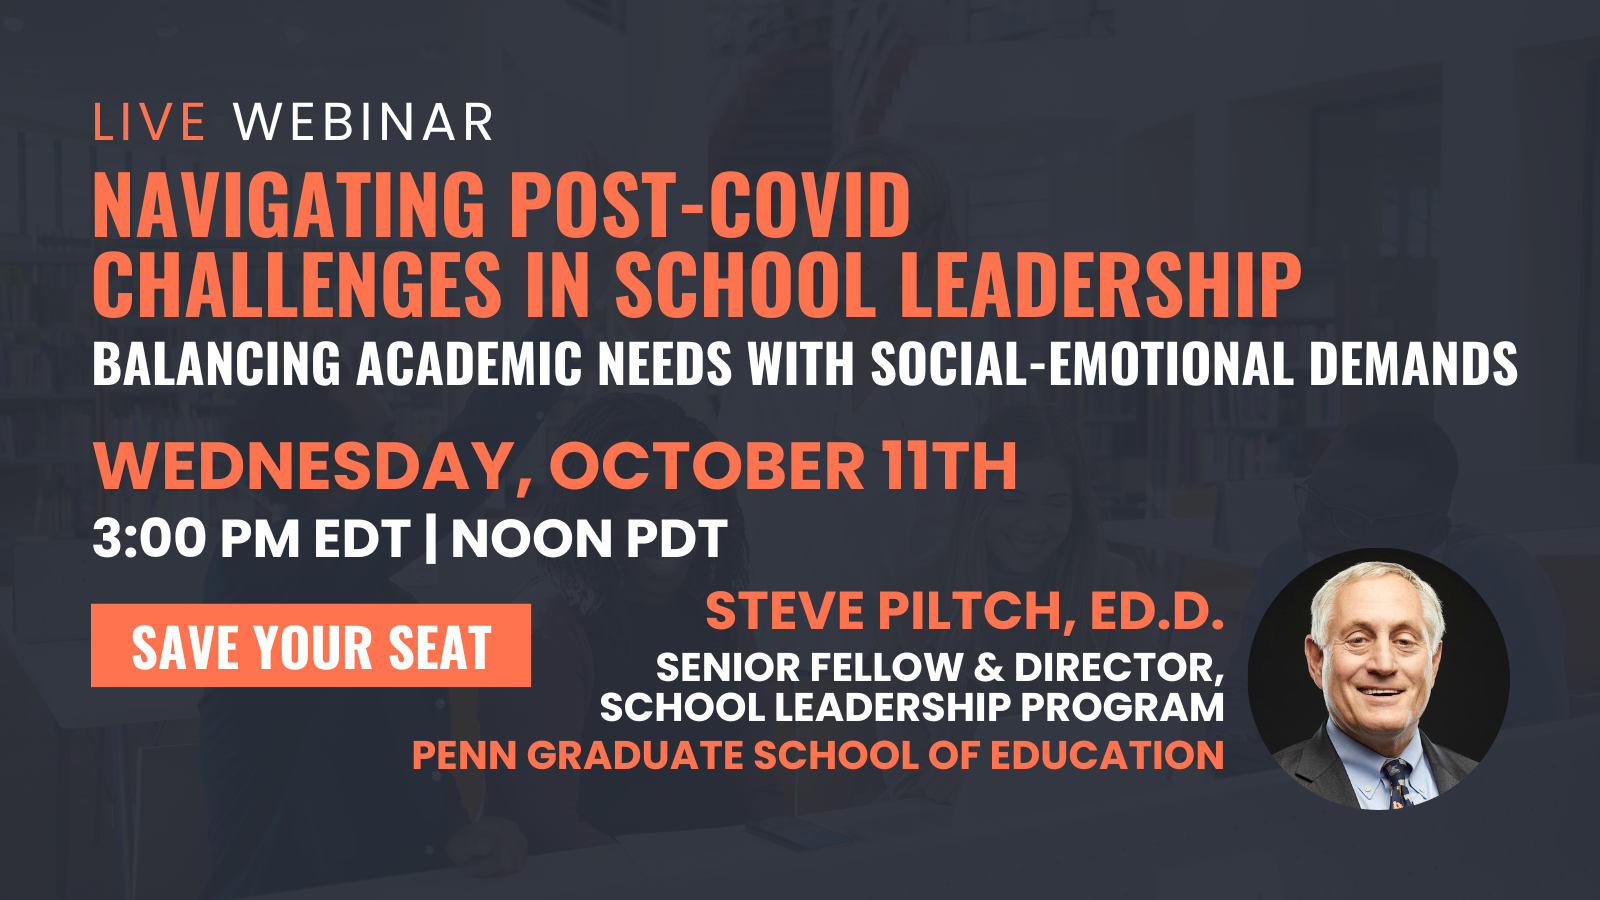 LIVE WEBINAR
NAVIGATING POST-COVID
CHALLENGES IN SCHOOL LEADERSHIP
BALANCING ACADEMIC NEEDS WITH SOCIAL-EMOTIONAL DEMANDS
WEDNESDAY, OCTOBER 11TH
3:00 PM EDT | NOON PDT
SAVE YOUR SEAT
STEVE PILTCH, ED.D.
SENIOR FELLOW & DIRECTOR,
SCHOOL LEADERSHIP PROGRAM
PENN GRADUATE SCHOOL OF EDUCATION